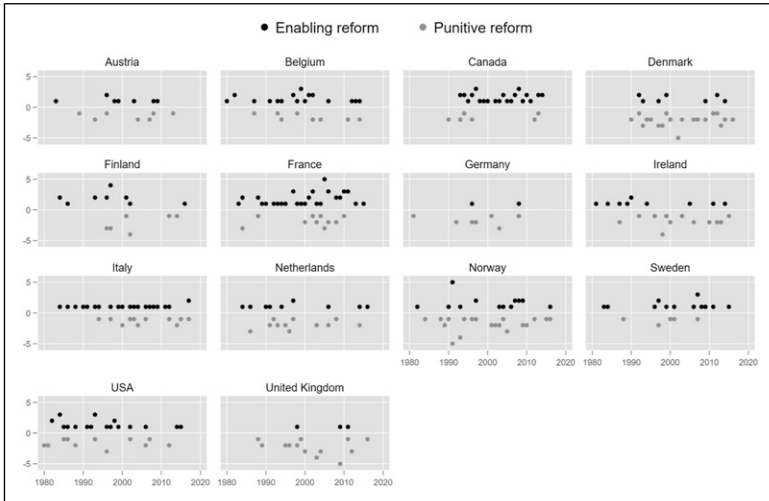 Enabling reform Punitive reform
Austria Belgium Canada Denmark
5
0
-5
Finland France Germany Ireland
5
0
-5
Italy Netherlands Norway Sweden
5
0
-5
1980 1990 2000 2010 2020 1980 1990 2000 2010 2020
USA United Kingdom
5
0
-5
1980 1990 2000 2010 2020 1980 1990 2000 2010 2020